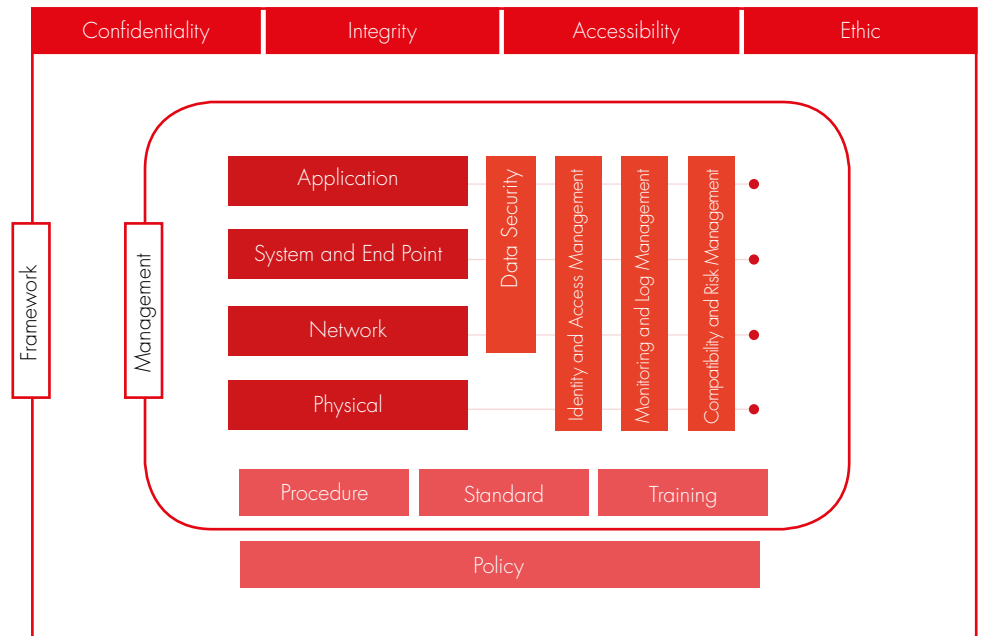 Confidentiality
Integrity
Accessibility
Ethic
Framework
Management
Application
System and End Point
Network
Physical
Data Security
Identity and Access Management
Monitoring and Log Management
Compatibility and Risk Management
Procedure
Standard
Training
Policy